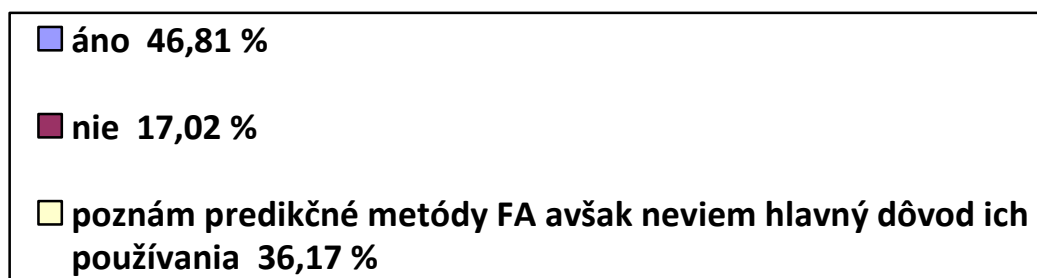 áno 46,81 %
nie 17,02 %
poznám predikčné metódy FA avšak neviem hlavný dôvod ich
používania 36,17 %